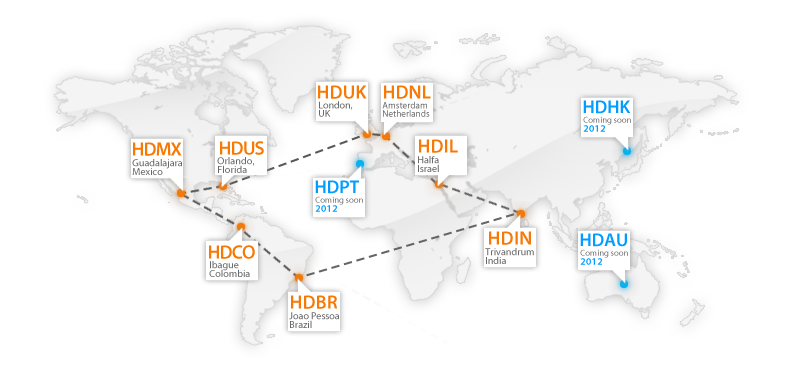 HDUK
London,
UK
HDNL
Amsterdam
Netherlands
HDHK
Coming soon
2012
HDMX
Guadalajara
Mexico
HDUS
Orlando,
Florida
HDIL
Halfa
Israel
HDPT
Coming soon
2012
HDCO
Ibague
Colombia
HDIN
Trivandrum
India
HDAU
Coming soon
2012
HDBR
Joao Pessoa
Brazil